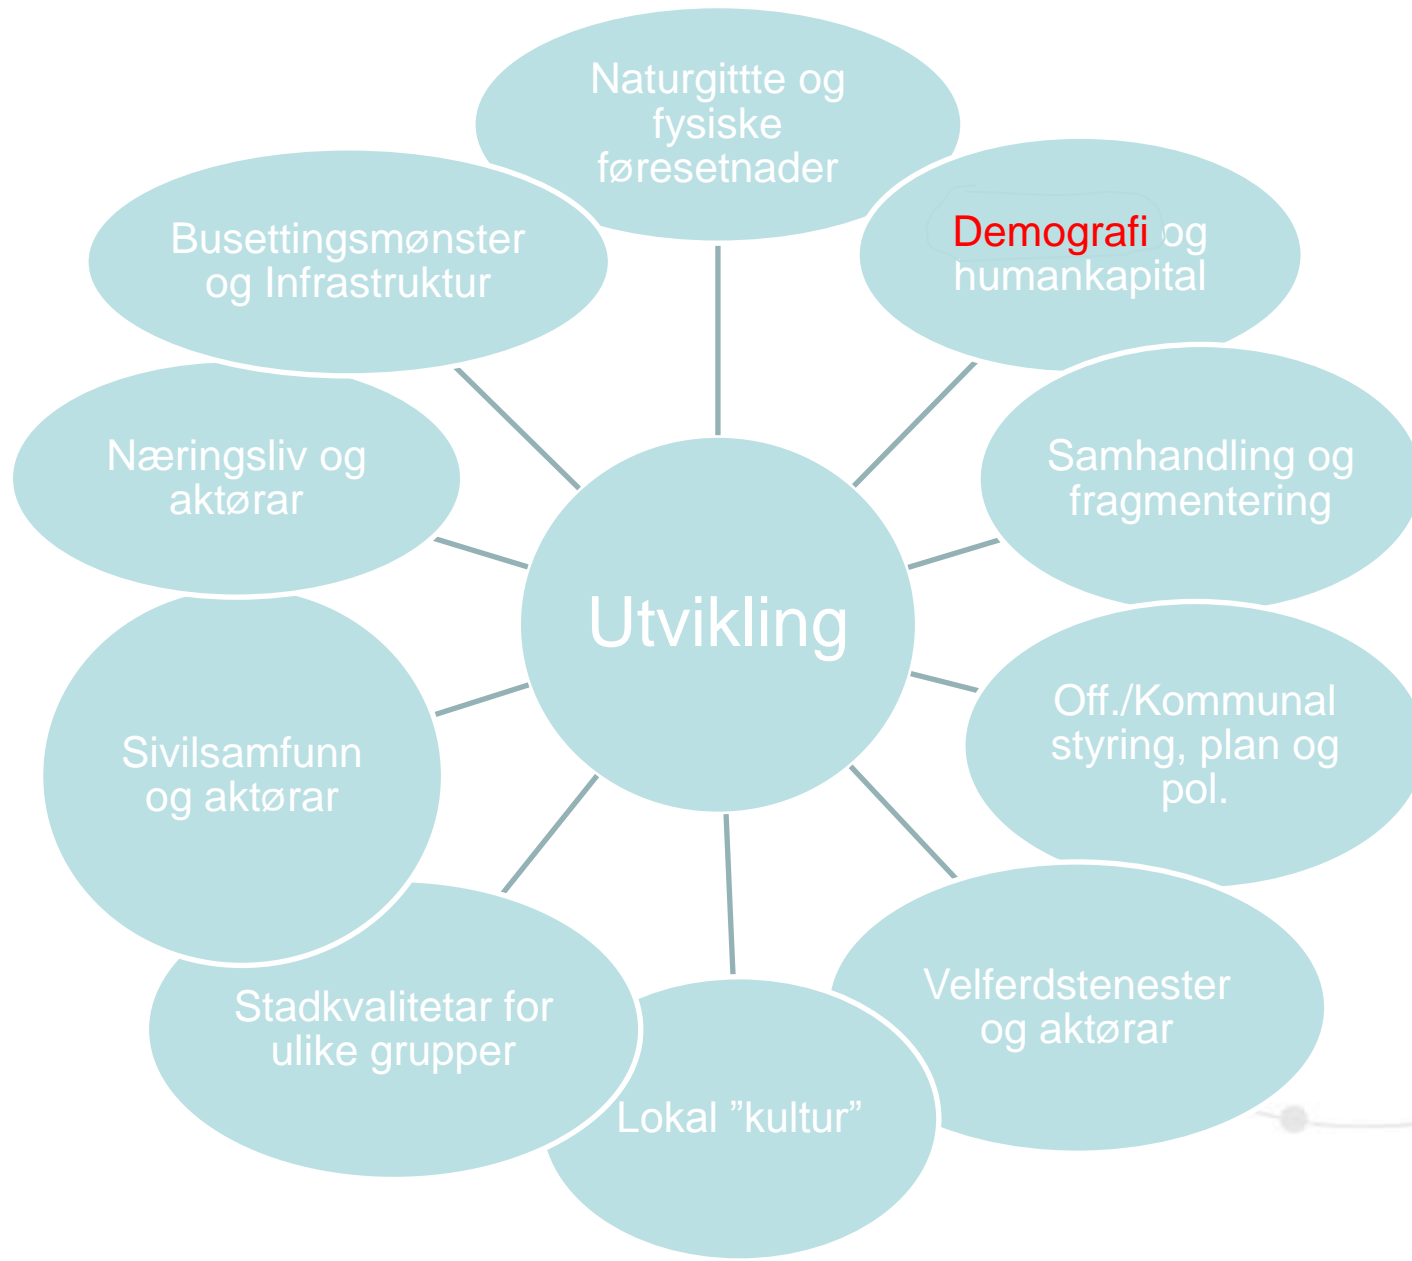 Naturgittte og
fysiske
føresetnader
Demografi og
humankapital
Samhandling og
fragmentering
Off./Kommunal
styring, plan og
pol.
Velferdstenester
og aktørar
Lokal ”kultur”
Stadkvalitetar for
ulike grupper
Sivilsamfunn
og aktørar
Næringsliv og
aktørar
Busettingsmønster
og Infrastruktur
Utvikling